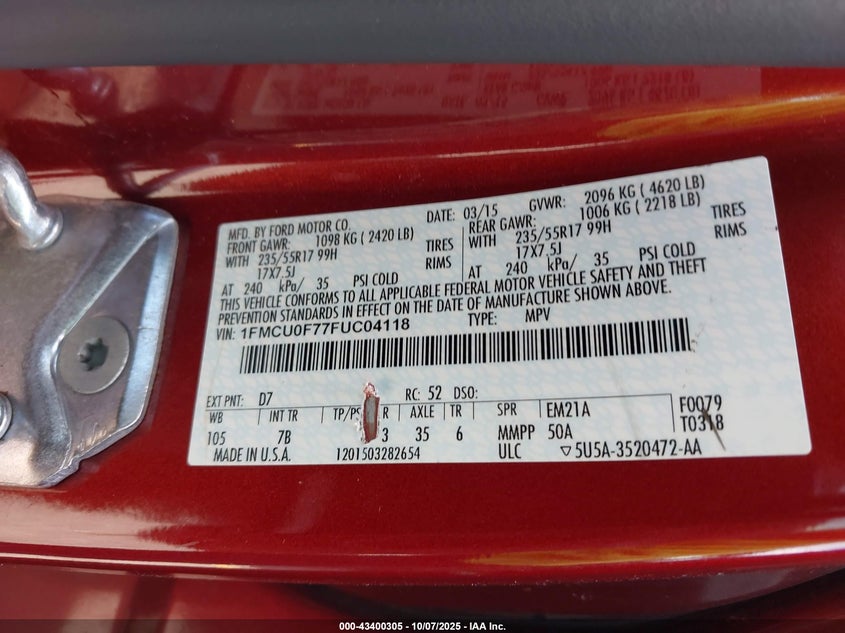 MFD. BY FORD MOTOR CO.
DATE: 03/15
GVWR: 2096 KG ( 4620 LB)
FRONT GAWR: 1098 KG ( 2420 LB)
REAR GAWR: 1006 KG ( 2218 LB)
WITH 235/55R17 99H TIRES
WITH 235/55R17 99H TIRES
17X7.5J RIMS
17X7.5J RIMS
AT 240 kPa/ 35 PSI COLD
AT 240 kPa/ 35 PSI COLD
THIS VEHICLE CONFORMS TO ALL APPLICABLE FEDERAL MOTOR VEHICLE SAFETY AND THEFT
PREVENTION STANDARDS IN EFFECT ON THE DATE OF MANUFACTURE SHOWN ABOVE.
VIN: 1FMCU0F77FUC04118
TYPE: MPV
EXT PNT: D7 RC: 52 DSO:
WB INT TR TP/PS R AXLE TR SPR EM21A F0079
105 7B 3 35 6 MMPP 50A T0318
MADE IN U.S.A. 1201503282654 ULC ▽5U5A-3520472-AA
000-43400305 - 10/07/2025 - IAA Inc.